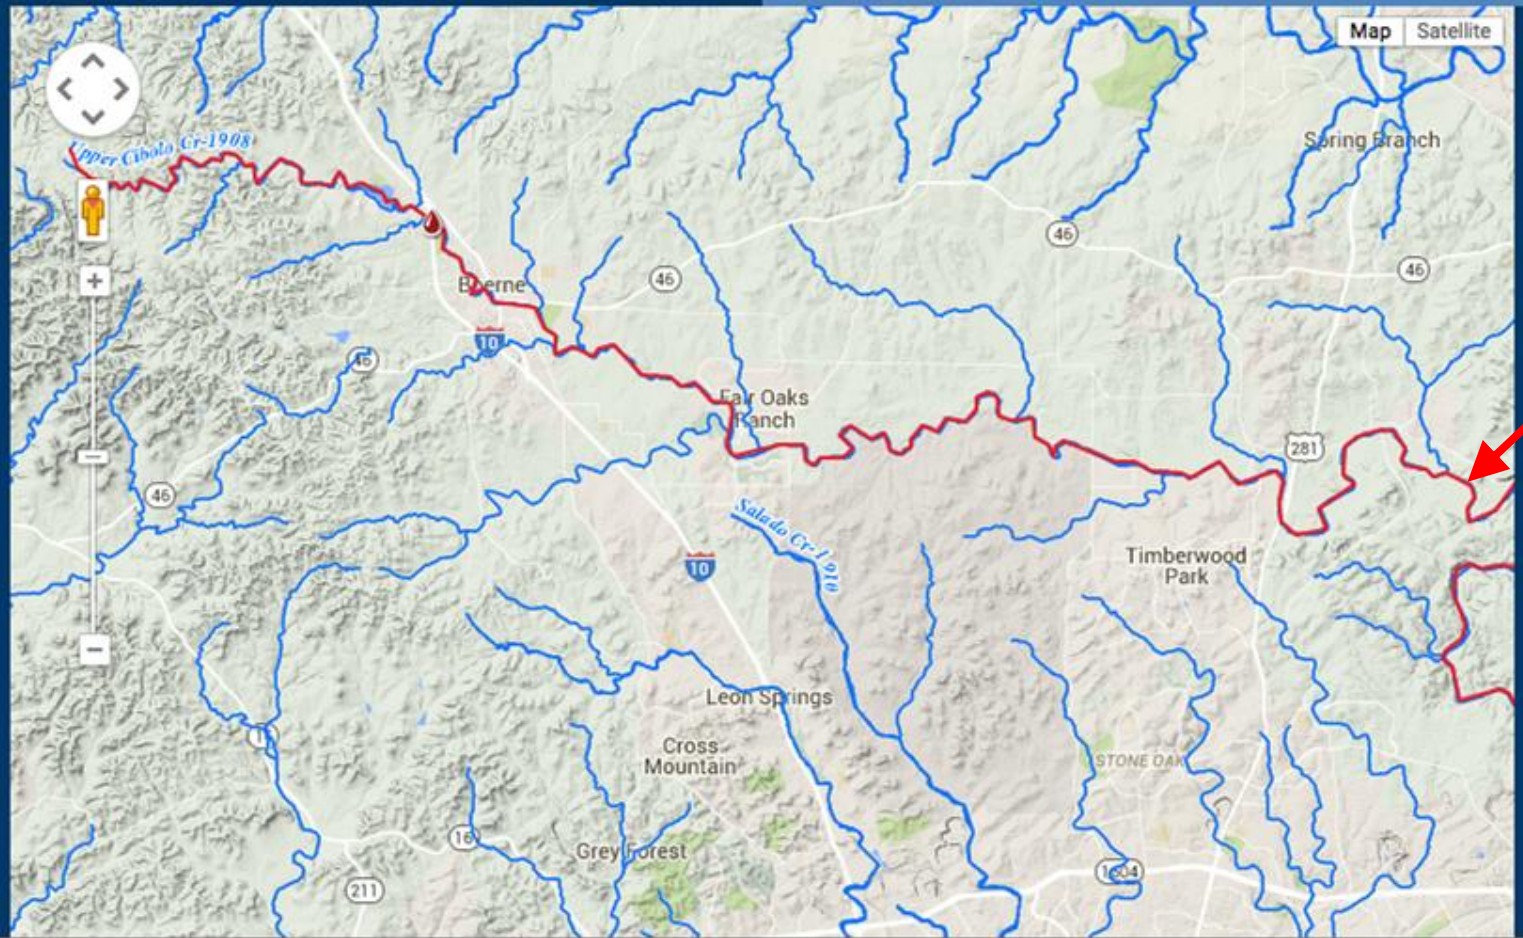 Map Satellite
Upper Cibolo Cr-1908
Spring Branch
46
46
46
Boerne
10
46
Fair Oaks
Ranch
281
46
Salado Cr-1910
10
Timberwood
Park
Leon Springs
Cross
Mountain
STONE OAK
16
Grey Forest
1604
211